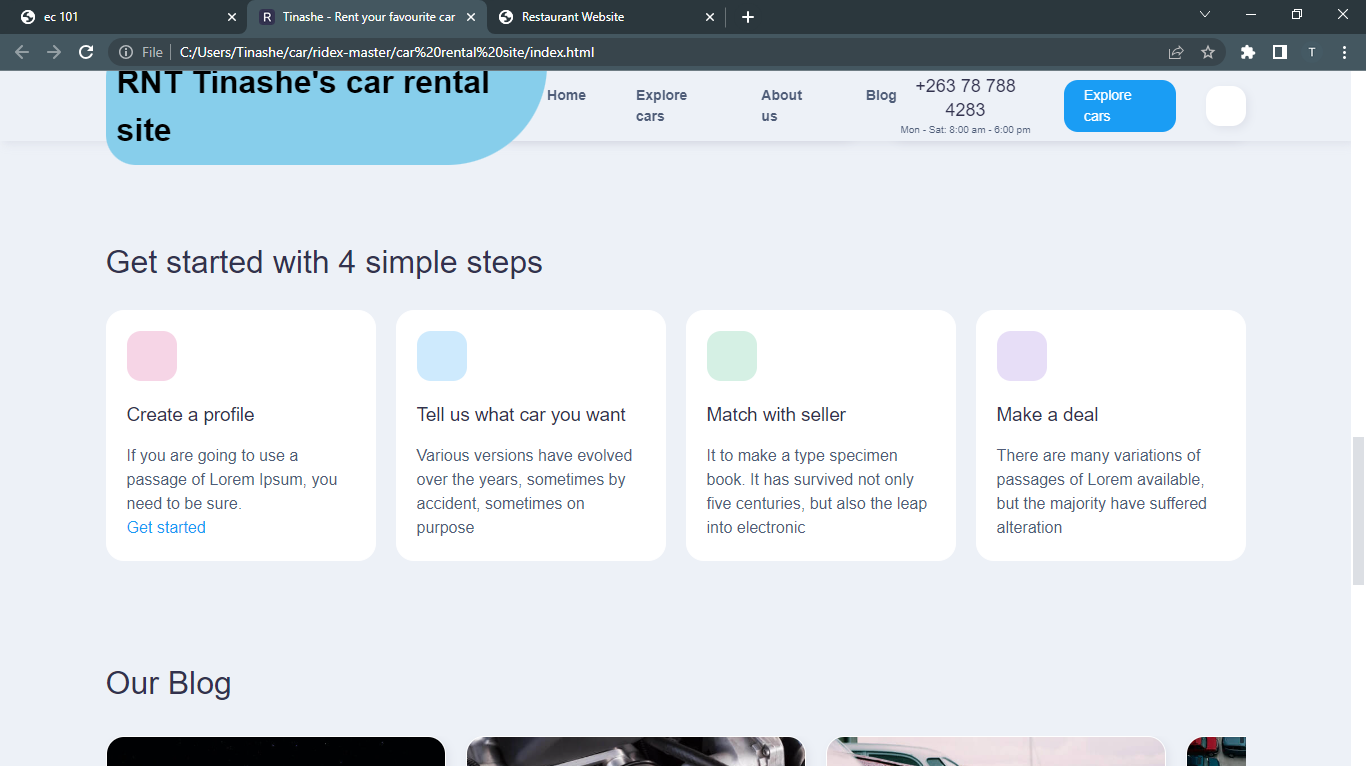 ec 101
Tinashe - Rent your favourite car
Restaurant Website
File
C:/Users/Tinashe/car/ridex-master/car%20rental%20site/index.html
T
R
RNT Tinashe's car rental
site
Home
Explore
cars
About
us
Blog
+263 78 788
4283
Mon - Sat: 8:00 am - 6:00 pm
Explore
cars
Get started with 4 simple steps
Create a profile
If you are going to use a
passage of Lorem Ipsum, you
need to be sure.
Get started
Tell us what car you want
Various versions have evolved
over the years, sometimes by
accident, sometimes on
purpose
Match with seller
It to make a type specimen
book. It has survived not only
five centuries, but also the leap
into electronic
Make a deal
There are many variations of
passages of Lorem available,
but the majority have suffered
alteration
Our Blog